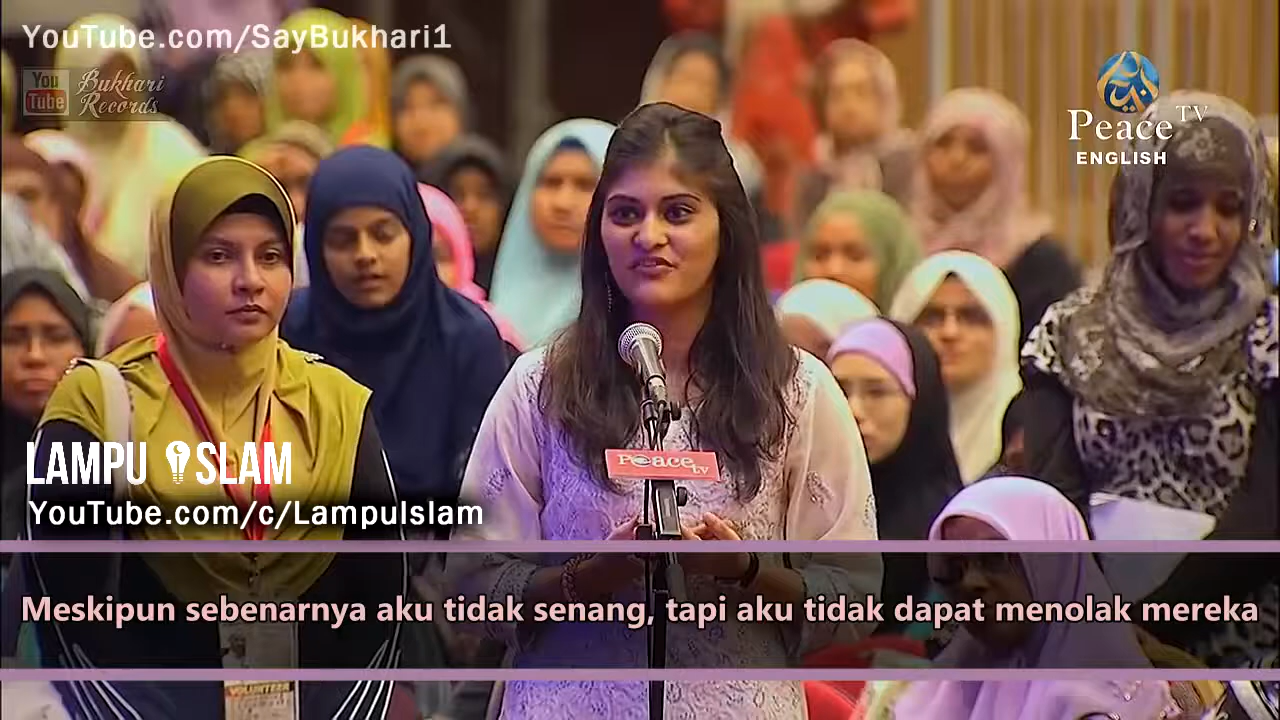 YouTube.com/SayBukhari1
You Tube
Bukhari
Records
Peace TV
ENGLISH
PEACE tv
LAMPU ISLAM
YouTube.com/c/LampuIslam
Meskipun sebenarnya aku tidak senang, tapi aku tidak dapat menolak mereka
VOLUNTEER